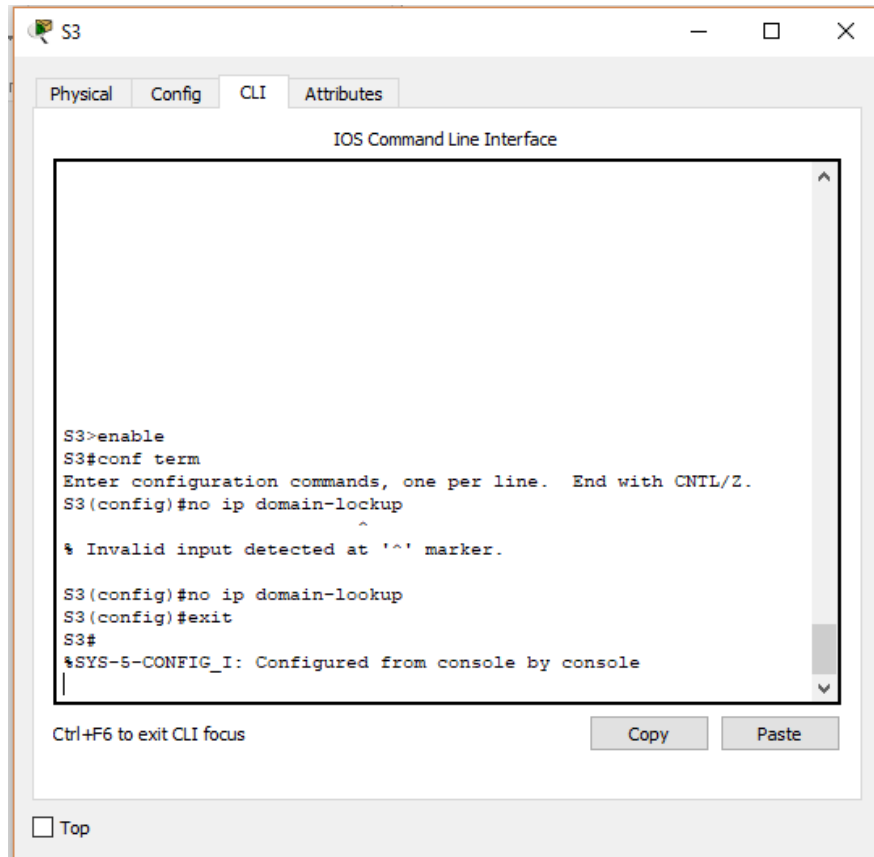 S3
Physical Config CLI Attributes
IOS Command Line Interface
S3>enable
S3#conf term
Enter configuration commands, one per line.  End with CNTL/Z.
S3(config)#no ip domain-lockup
^
% Invalid input detected at '^' marker.
S3(config)#no ip domain-lookup
S3(config)#exit
S3#
%SYS-5-CONFIG_I: Configured from console by console
Ctrl+F6 to exit CLI focus
Copy Paste
Top